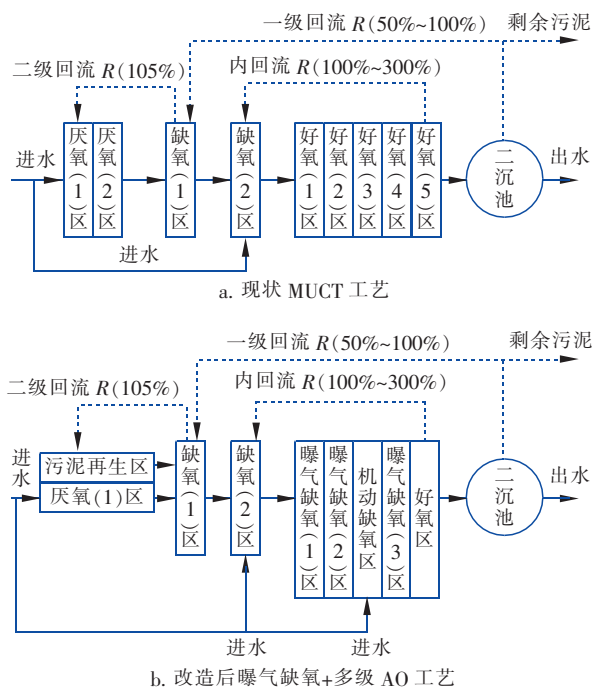 一级回流 R(50%~100%)
剩余污泥
二级回流 R(105%)
内回流 R(100%~300%)
进水
厌氧(1)区
厌氧(2)区
缺氧(1)区
缺氧(2)区
好氧(1)区
好氧(2)区
好氧(3)区
好氧(4)区
好氧(5)区
二沉池
出水
进水
a. 现状 MUCT 工艺
一级回流 R(50%~100%)
剩余污泥
二级回流 R(105%)
内回流 R(100%~300%)
进水
污泥再生区
厌氧(1)区
缺氧(1)区
缺氧(2)区
曝气缺氧(1)区
曝气缺氧(2)区
机动缺氧区
曝气缺氧(3)区
好氧区
二沉池
出水
进水
进水
b. 改造后曝气缺氧+多级 AO 工艺